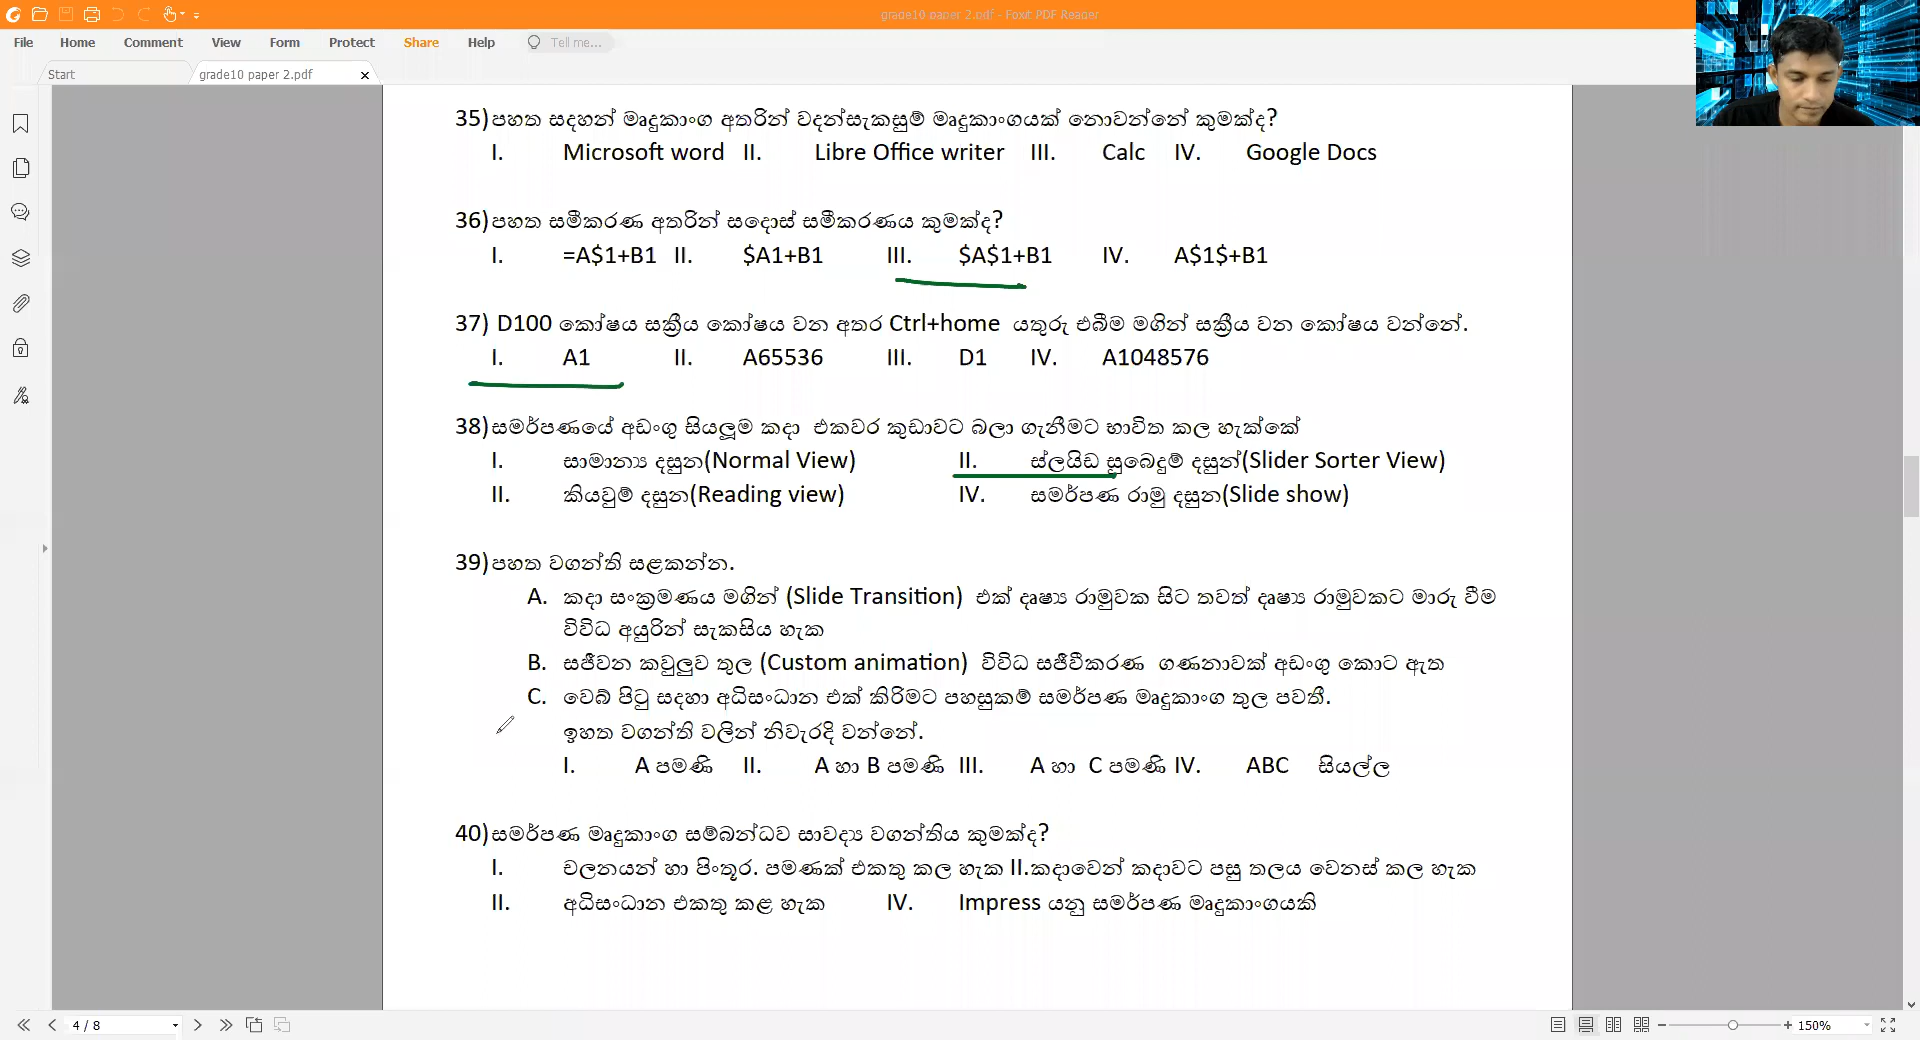 grade10 paper 2.pdf - Foxit PDF Reader
File Home Comment View Form Protect Share Help Tell me...
Start grade10 paper 2.pdf
35)පහත සදහන් මෘදුකාංග අතරින් වදන්සැකසුම් මෘදුකාංගයක් නොවන්නේ කුමක්ද?
I. Microsoft word II. Libre Office writer III. Calc IV. Google Docs
36)පහත සමීකරණ අතරින් සදොස් සමීකරණය කුමක්ද?
I. =A$1+B1 II. $A1+B1 III. $A$1+B1 IV. A$1$+B1
37) D100 කෝෂය සක්‍රීය කෝෂය වන අතර Ctrl+home යතුරු එබීම මගින් සක්‍රීය වන කෝෂය වන්නේ.
I. A1 II. A65536 III. D1 IV. A1048576
38)සමර්පණයේ අඩංගු සියලූම කදා එකවර කුඩාවට බලා ගැනීමට භාවිත කල හැක්කේ
I. සාමාන්‍ය දසුන(Normal View) II. ස්ලයිඩ සුබෙදුම් දසුන්(Slider Sorter View)
II. කියවුම් දසුන(Reading view) IV. සමර්පණ රාමු දසුන(Slide show)
39)පහත වගන්ති සළකන්න.
A. කදා සංක්‍රමණය මගින් (Slide Transition) එක් දෘෂ්‍ය රාමුවක සිට තවත් දෘෂ්‍ය රාමුවකට මාරු වීම
විවිධ අයුරින් සැකසිය හැක
B. සජීවන කවුලුව තුල (Custom animation) විවිධ සජීවීකරණ ගණනාවක් අඩංගු කොට ඇත
C. වෙබ් පිටු සදහා අධිසංධාන එක් කිරිමට පහසුකම් සමර්පණ මෘදුකාංග තුල පවතී.
ඉහත වගන්ති වලින් නිවැරදි වන්නේ.
I. A පමණි II. A හා B පමණි III. A හා C පමණි IV. ABC සියල්ල
40)සමර්පණ මෘදුකාංග සම්බන්ධව සාවද්‍ය වගන්තිය කුමක්ද?
I. චලනයන් හා පිංතූර. පමණක් එකතු කල හැක II.කදාවෙන් කදාවට පසු තලය වෙනස් කල හැක
II. අධිසංධාන එකතු කළ හැක IV. Impress යනු සමර්පණ මෘදුකාංගයකි
4 / 8 150%